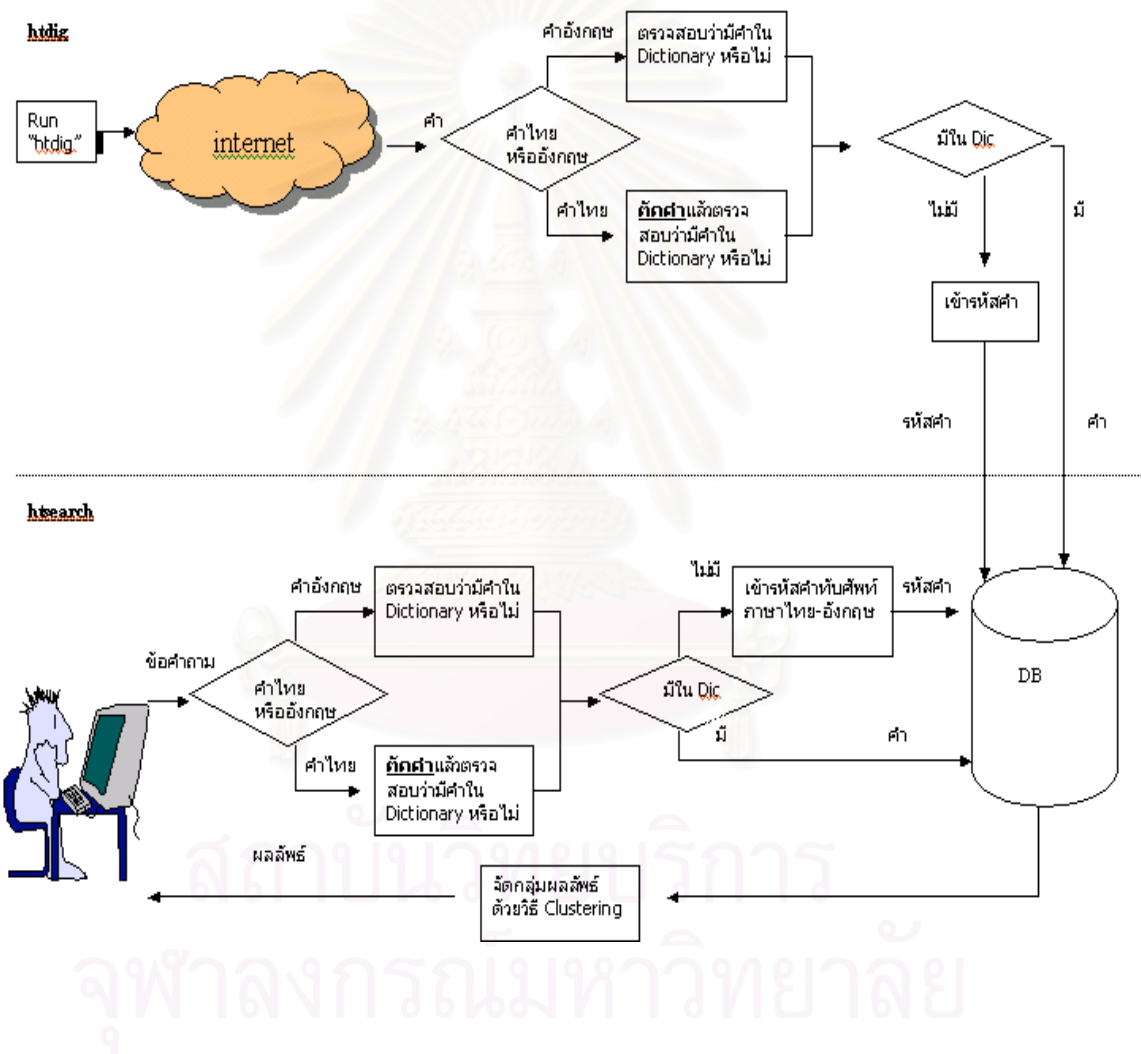 htdig
คำอังกฤษ
ตรวจสอบว่ามีคำใน
Dictionary หรือไม่
Run
"htdig"
internet
คำ
คำไทย
หรืออังกฤษ
มีใน Dic
คำไทย
ตัดคำแล้วตรวจ
สอบว่ามีคำใน
Dictionary หรือไม่
ไม่มี
มี
เข้ารหัสคำ
รหัสคำ
คำ
htsearch
คำอังกฤษ
ตรวจสอบว่ามีคำใน
Dictionary หรือไม่
ไม่มี
เข้ารหัสคำทับศัพท์
ภาษาไทย-อังกฤษ
รหัสคำ
ข้อคำถาม
คำไทย
หรืออังกฤษ
มีใน Dic
DB
มี
คำ
คำไทย
ตัดคำแล้วตรวจ
สอบว่ามีคำใน
Dictionary หรือไม่
ผลลัพธ์
จัดกลุ่มผลลัพธ์
ด้วยวิธี Clustering
สถาบันวิทยบริการ
จุฬาลงกรณ์มหาวิทยาลัย